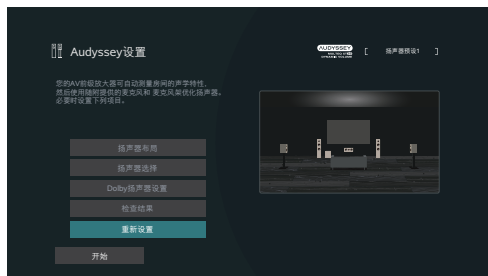 Audyssey设置
AUDYSSEY
MULTEQ XT32
DYNAMIC VOLUME
[ 扬声器预设1 ]
您的AV前级放大器可自动测量房间的声学特性,
然后使用随附提供的麦克风和 麦克风架优化扬声器。
必要时设置下列项目。
扬声器布局
扬声器选择
Dolby扬声器设置
检查结果
重新设置
开始